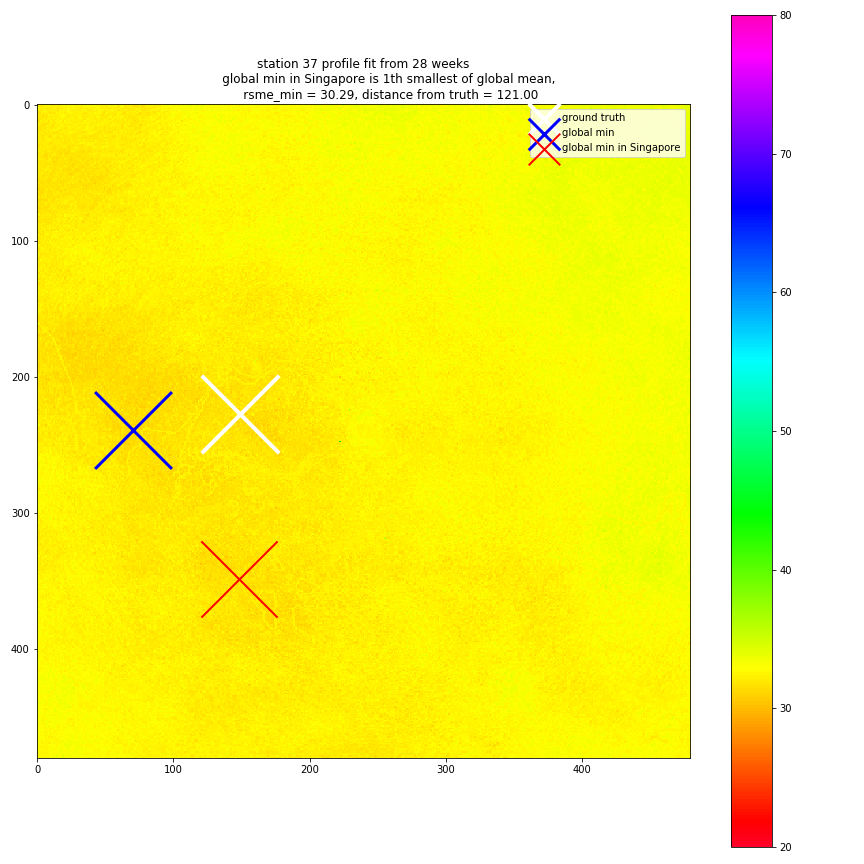 station 37 profile fit from 28 weeks
global min in Singapore is 1th smallest of global mean,
rsme_min = 30.29, distance from truth = 121.00
ground truth
global min
global min in Singapore
0
100
200
300
400
0
100
200
300
400
80
70
60
50
40
30
20